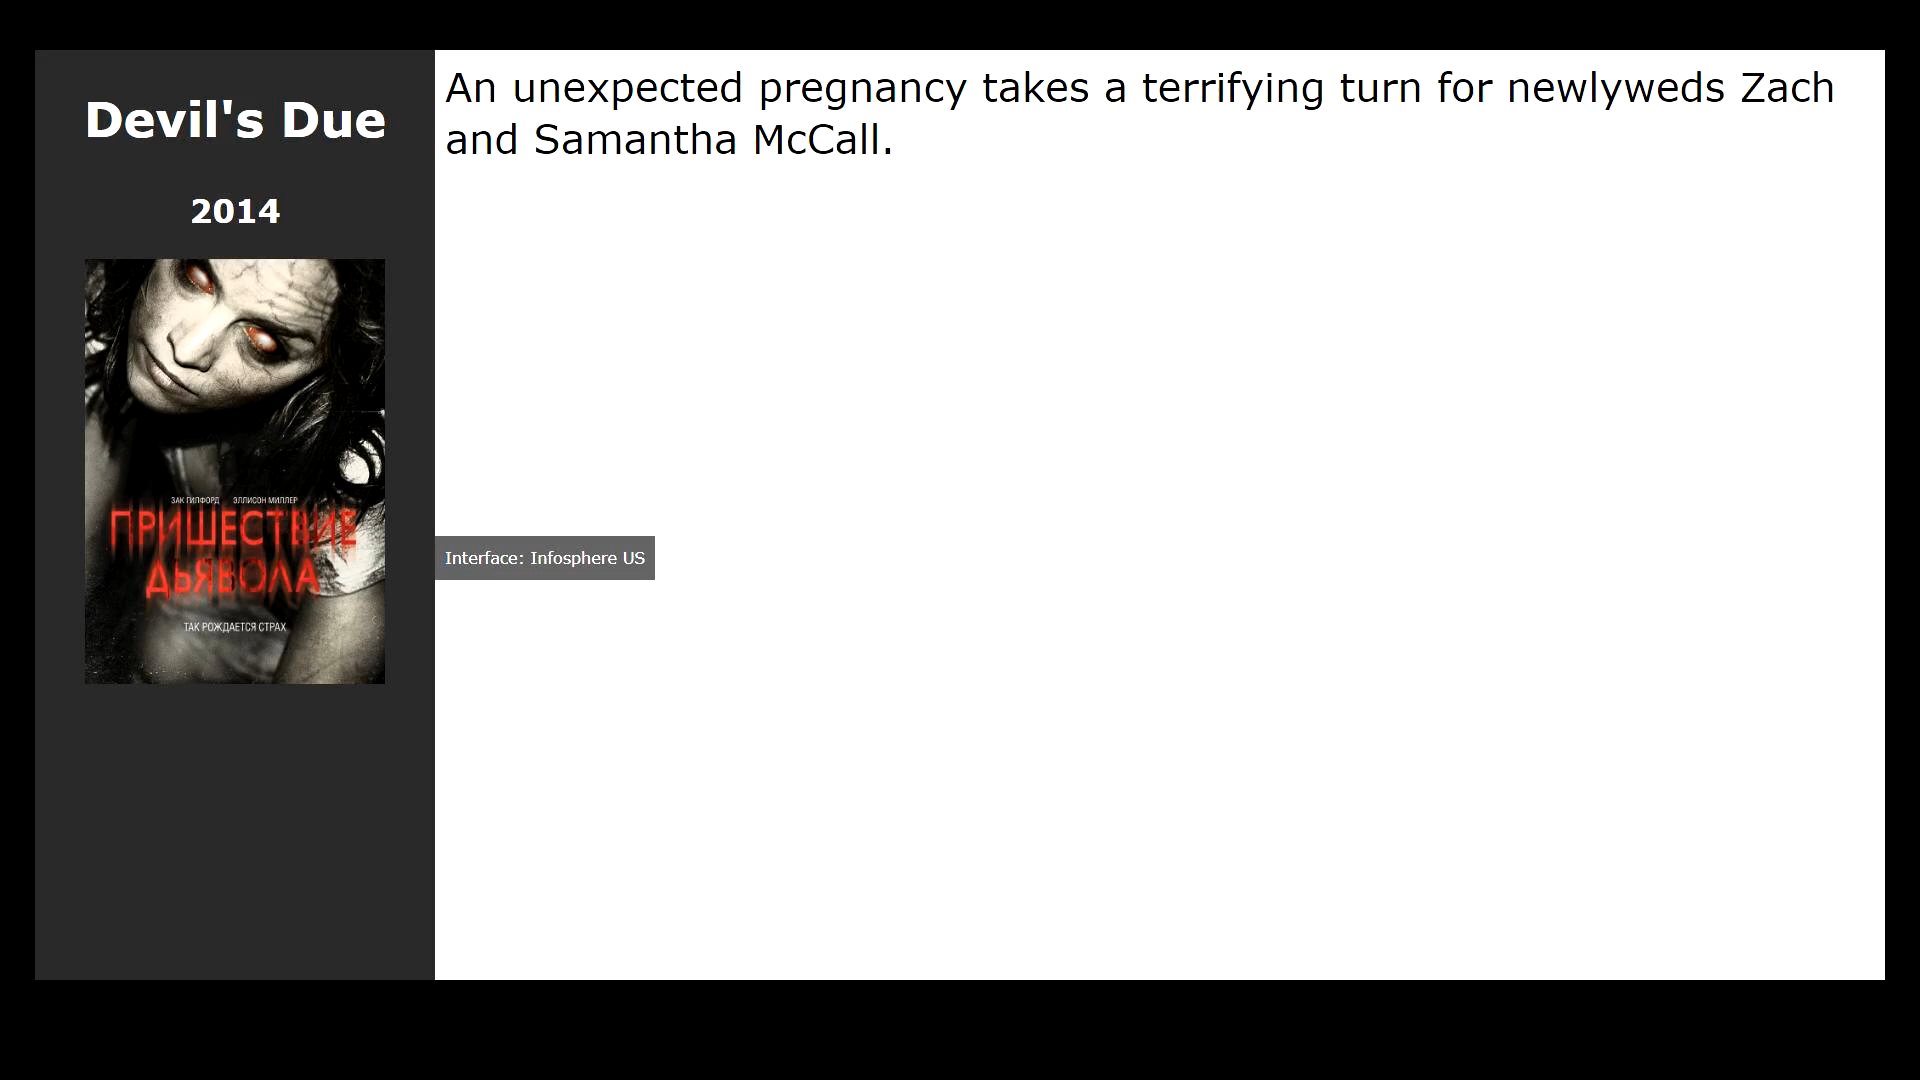 Devil's Due
2014
ЗАК ГИЛФОРД ЭЛЛИСОН МИЛЛЕР
ПРИШЕСТВИЕ
ДЬЯВОЛА
ТАК РОЖДАЕТСЯ СТРАХ
An unexpected pregnancy takes a terrifying turn for newlyweds Zach
and Samantha McCall.
Interface: Infosphere US